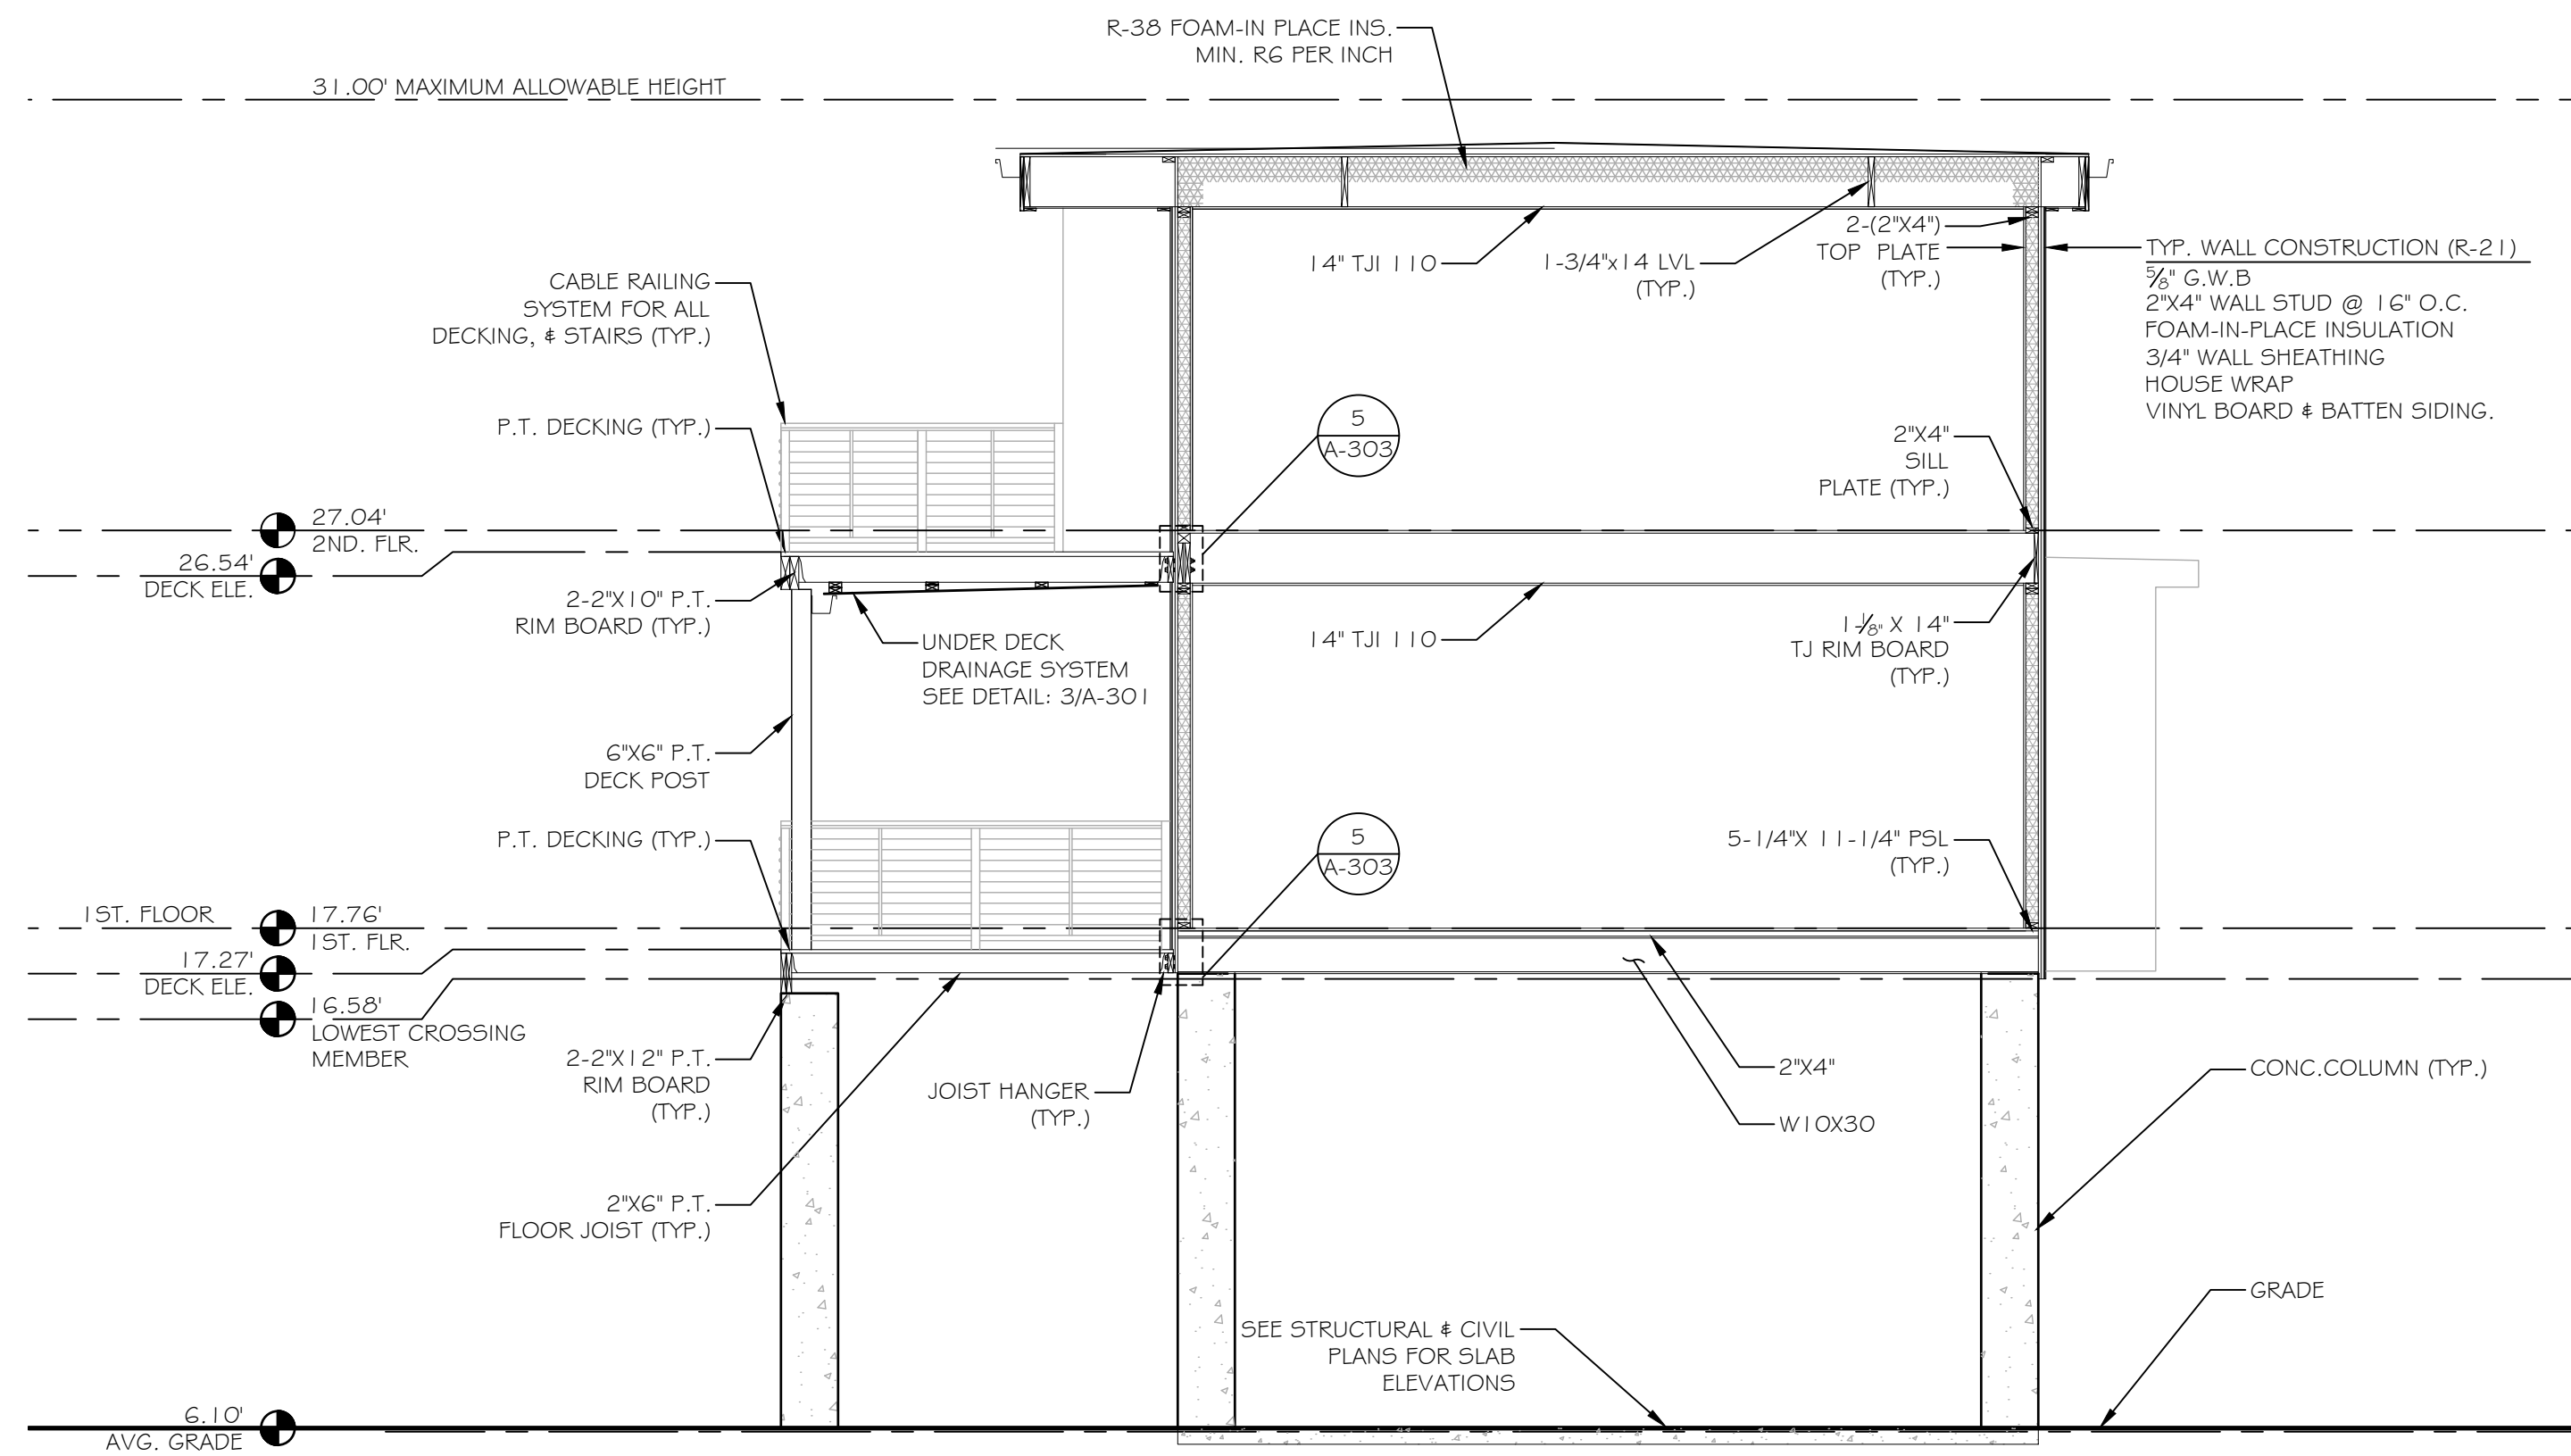 R-38 FOAM-IN PLACE INS.
MIN. R6 PER INCH
31.00' MAXIMUM ALLOWABLE HEIGHT
2-(2"X4")
TOP PLATE
(TYP.)
14" TJI 110
1-3/4"x14 LVL
(TYP.)
TYP. WALL CONSTRUCTION (R-21)
5/8" G.W.B
2"X4" WALL STUD @ 16" O.C.
FOAM-IN-PLACE INSULATION
3/4" WALL SHEATHING
HOUSE WRAP
VINYL BOARD & BATTEN SIDING.
CABLE RAILING
SYSTEM FOR ALL
DECKING, & STAIRS (TYP.)
P.T. DECKING (TYP.)
5
A-303
2"X4"
SILL
PLATE (TYP.)
27.04'
2ND. FLR.
26.54'
DECK ELE.
2-2"X10" P.T.
RIM BOARD (TYP.)
UNDER DECK
DRAINAGE SYSTEM
SEE DETAIL: 3/A-301
14" TJI 110
1-1/8" X 14"
TJ RIM BOARD
(TYP.)
6"X6" P.T.
DECK POST
P.T. DECKING (TYP.)
5
A-303
5-1/4"X 11-1/4" PSL
(TYP.)
1ST. FLOOR
17.76'
1ST. FLR.
17.27'
DECK ELE.
16.58'
LOWEST CROSSING
MEMBER
2-2"X12" P.T.
RIM BOARD
(TYP.)
JOIST HANGER
(TYP.)
2"X4"
W10X30
CONC.COLUMN (TYP.)
2"X6" P.T.
FLOOR JOIST (TYP.)
GRADE
SEE STRUCTURAL & CIVIL
PLANS FOR SLAB
ELEVATIONS
6.10'
AVG. GRADE